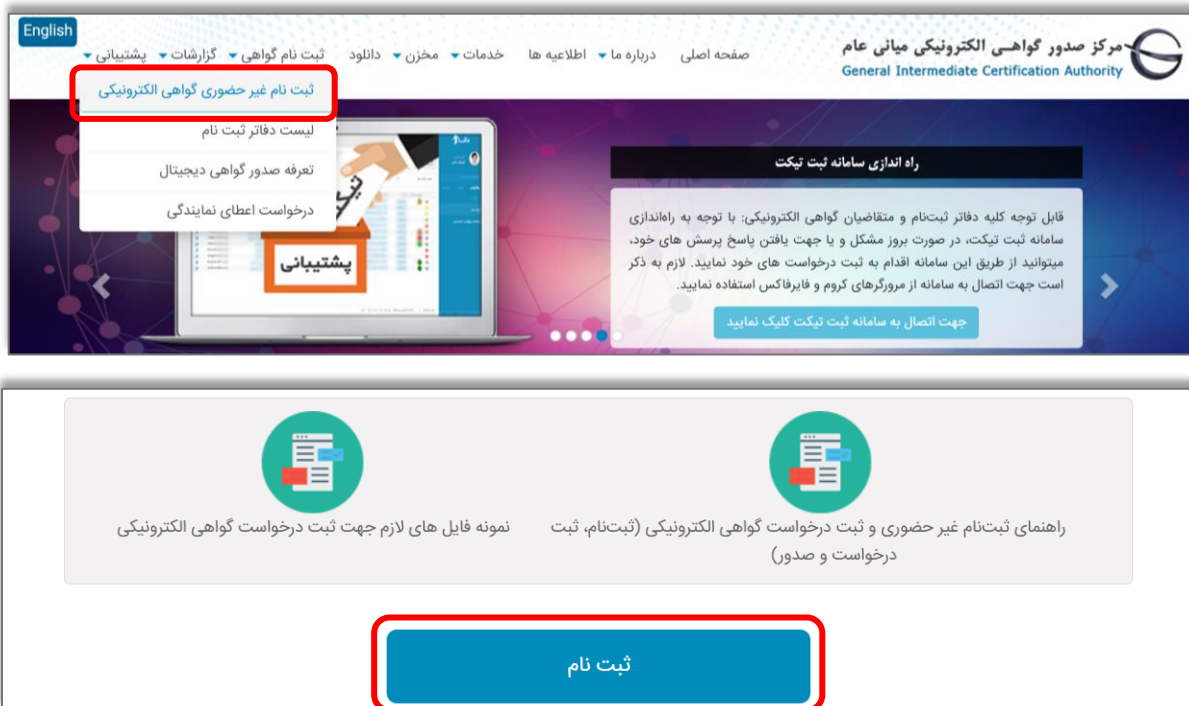 English
مرکز صدور گواهی الکترونیکی میانی عام
General Intermediate Certification Authority
صفحه اصلی درباره ما اطلاعیه ها خدمات مخزن دانلود ثبت نام گواهی گزارشات پشتیبانی
ثبت نام غیر حضوری گواهی الکترونیکی
لیست دفاتر ثبت نام
تعرفه صدور گواهی دیجیتال
درخواست اعطای نمایندگی
پشتیبانی
راه اندازی سامانه ثبت تیکت
قابل توجه کلیه دفاتر ثبت‌نام و متقاضیان گواهی الکترونیکی: با توجه به راه‌اندازی
سامانه ثبت تیکت، در صورت بروز مشکل و یا جهت یافتن پاسخ پرسش های خود،
میتوانید از طریق این سامانه اقدام به ثبت درخواست های خود نمایید. لازم به ذکر
است جهت اتصال به سامانه از مرورگرهای کروم و فایرفاکس استفاده نمایید.
جهت اتصال به سامانه ثبت تیکت کلیک نمایید
راهنمای ثبت‌نام غیر حضوری و ثبت درخواست گواهی الکترونیکی (ثبت‌نام، ثبت
درخواست و صدور)
نمونه فایل های لازم جهت ثبت درخواست گواهی الکترونیکی
ثبت نام